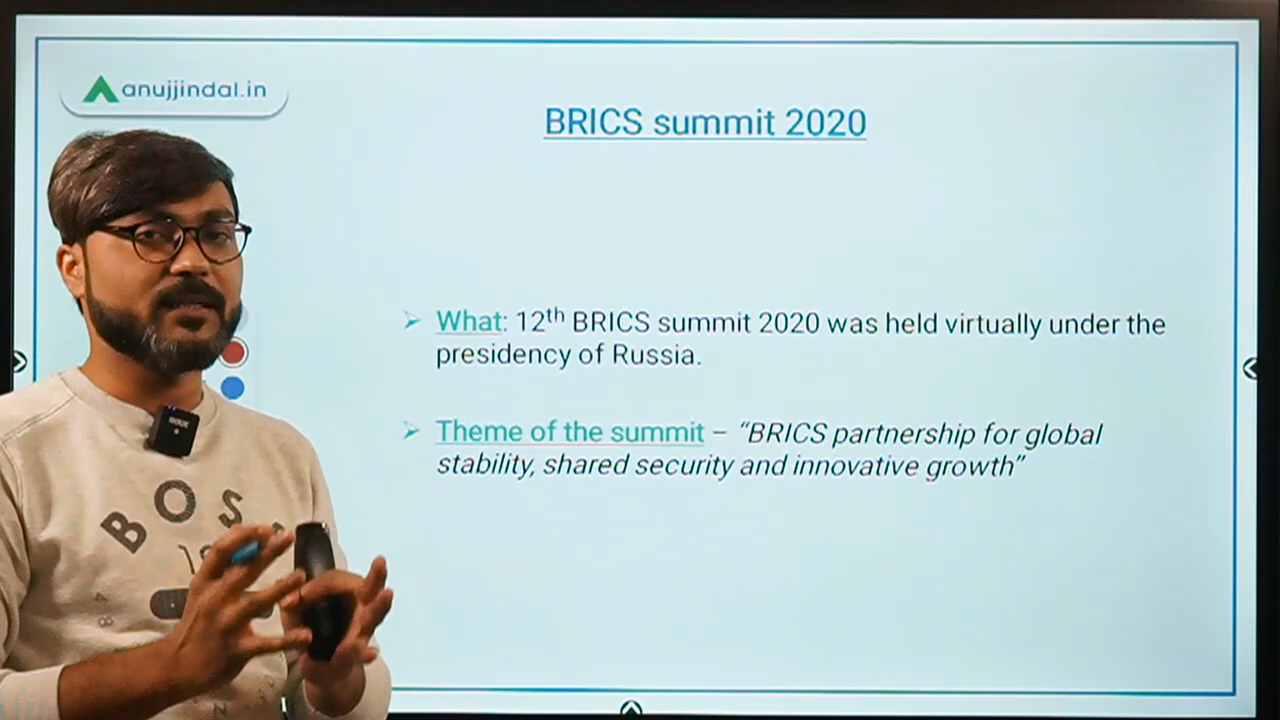 anujjindal.in
BRICS summit 2020
➢ What: 12th BRICS summit 2020 was held virtually under the
presidency of Russia.
➢ Theme of the summit – “BRICS partnership for global
stability, shared security and innovative growth”
BOS